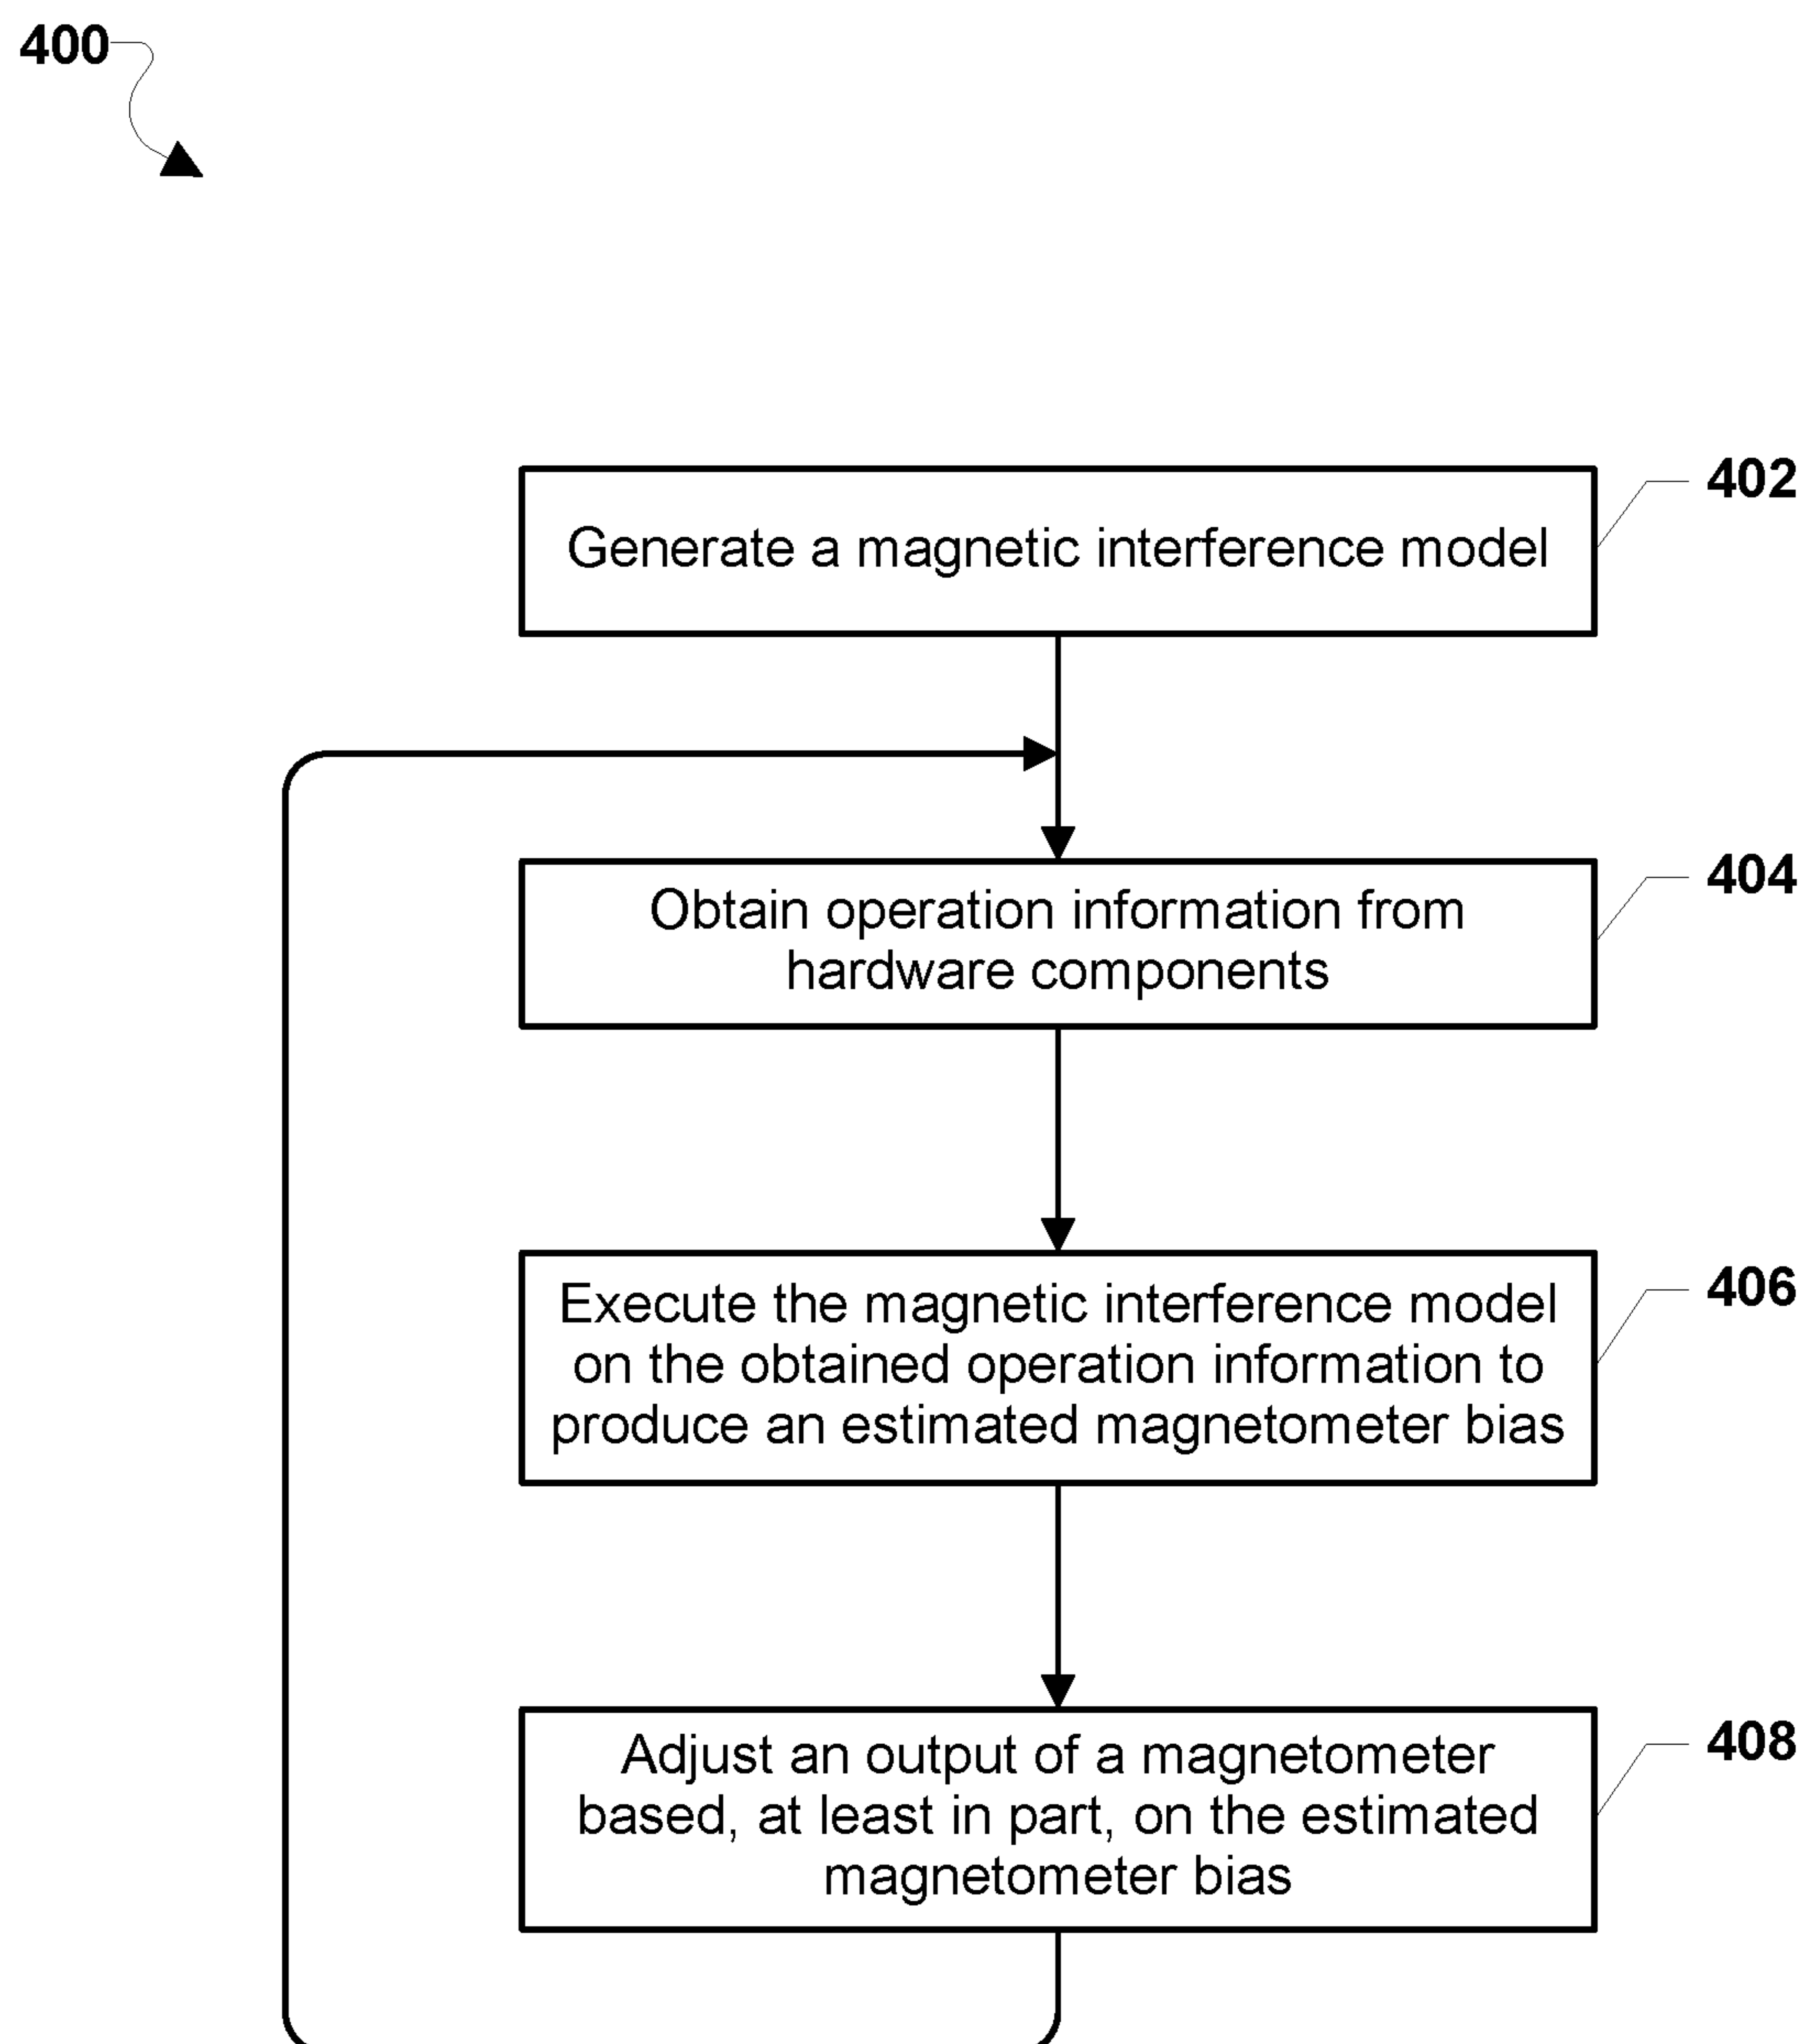 400
402
Generate a magnetic interference model
404
Obtain operation information from
hardware components
406
Execute the magnetic interference model
on the obtained operation information to
produce an estimated magnetometer bias
408
Adjust an output of a magnetometer
based, at least in part, on the estimated
magnetometer bias